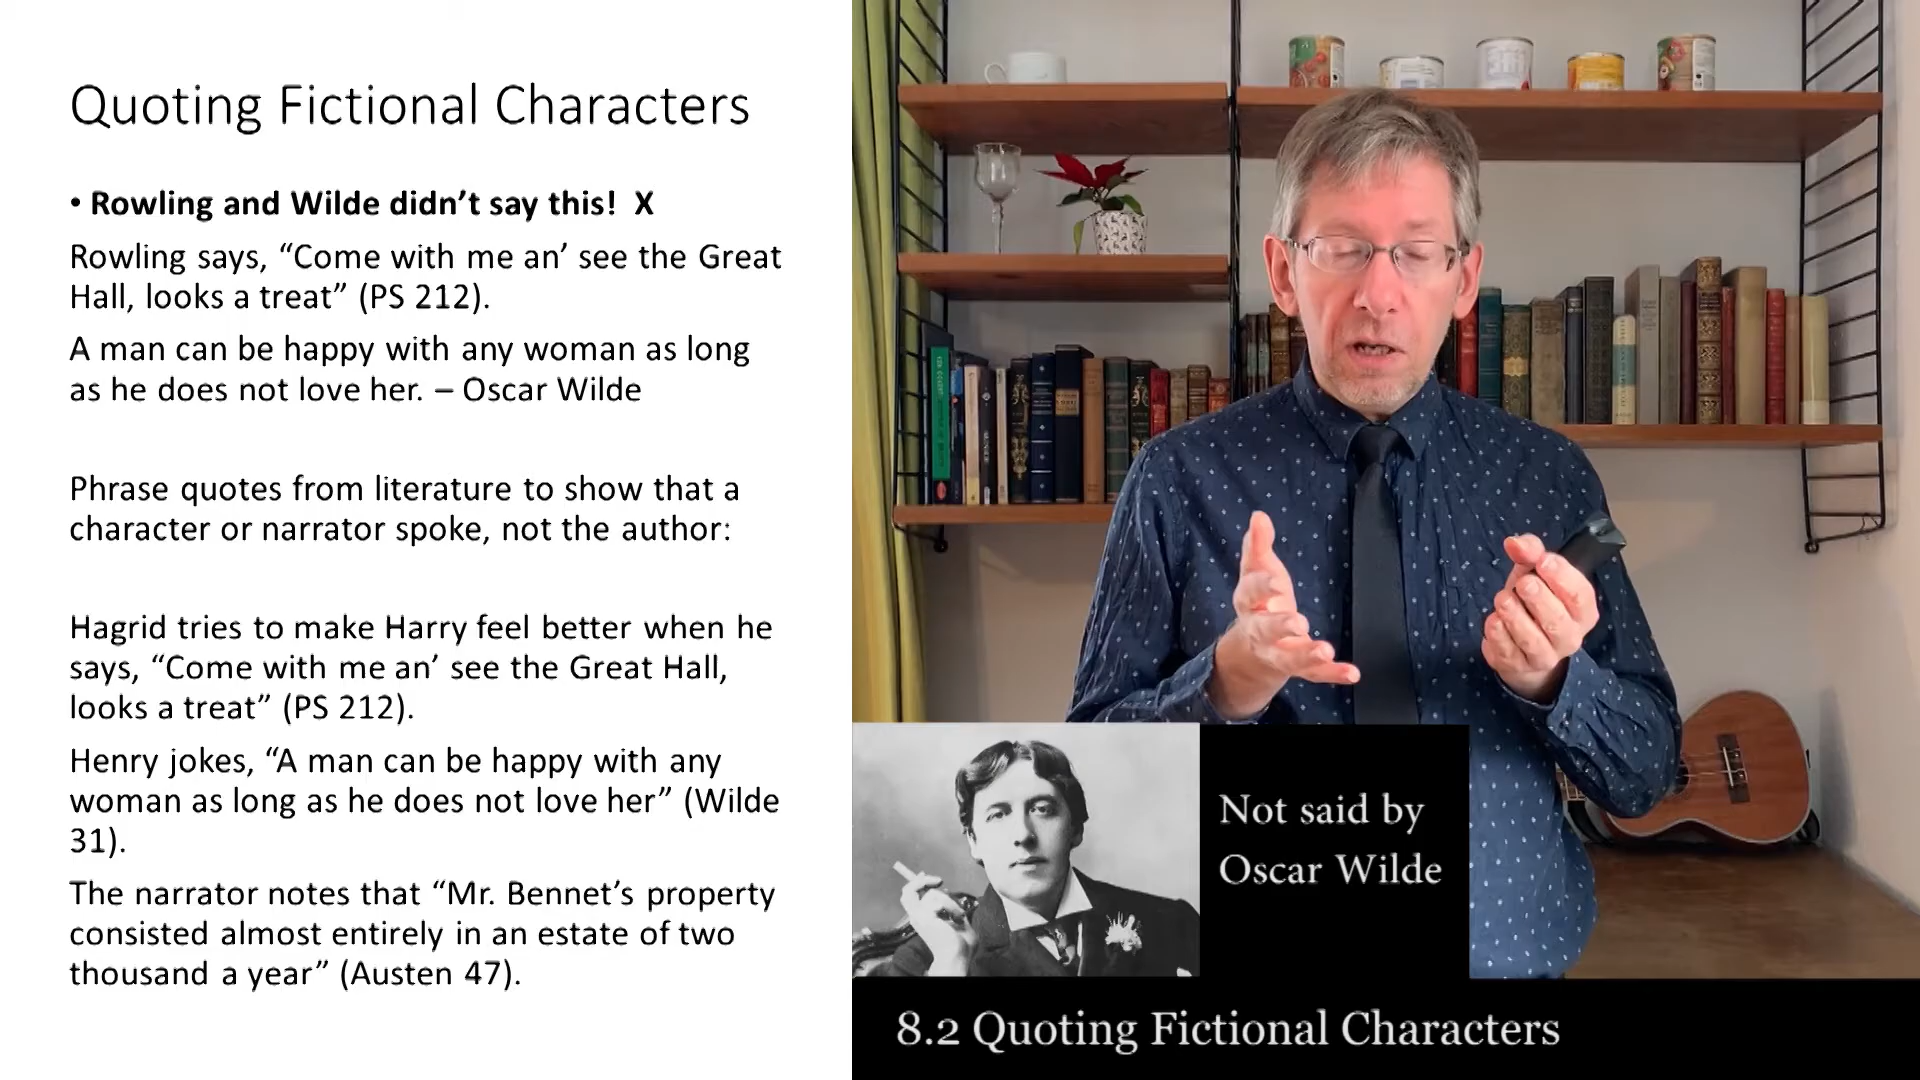 Quoting Fictional Characters
• Rowling and Wilde didn’t say this! X
Rowling says, “Come with me an’ see the Great
Hall, looks a treat” (PS 212).
A man can be happy with any woman as long
as he does not love her. – Oscar Wilde
Phrase quotes from literature to show that a
character or narrator spoke, not the author:
Hagrid tries to make Harry feel better when he
says, “Come with me an’ see the Great Hall,
looks a treat” (PS 212).
Henry jokes, “A man can be happy with any
woman as long as he does not love her” (Wilde
31).
The narrator notes that “Mr. Bennet’s property
consisted almost entirely in an estate of two
thousand a year” (Austen 47).
Not said by
Oscar Wilde
8.2 Quoting Fictional Characters